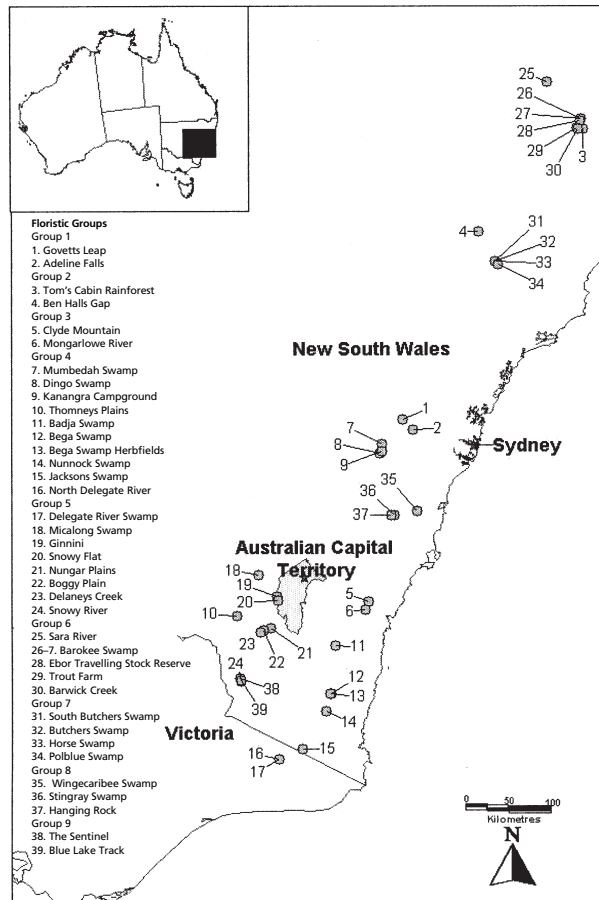 Floristic Groups
Group 1
1. Govetts Leap
2. Adeline Falls
Group 2
3. Tom's Cabin Rainforest
4. Ben Halls Gap
Group 3
5. Clyde Mountain
6. Mongarlowe River
Group 4
7. Mumbedah Swamp
8. Dingo Swamp
9. Kanangra Campground
10. Thomneys Plains
11. Badja Swamp
12. Bega Swamp
13. Bega Swamp Herbfields
14. Nunnock Swamp
15. Jacksons Swamp
16. North Delegate River
Group 5
17. Delegate River Swamp
18. Micalong Swamp
19. Ginnini
20. Snowy Flat
21. Nungar Plains
22. Boggy Plain
23. Delaneys Creek
24. Snowy River
Group 6
25. Sara River
26–7. Barokee Swamp
28. Ebor Travelling Stock Reserve
29. Trout Farm
30. Barwick Creek
Group 7
31. South Butchers Swamp
32. Butchers Swamp
33. Horse Swamp
34. Polblue Swamp
Group 8
35. Wingecaribee Swamp
36. Stingray Swamp
37. Hanging Rock
Group 9
38. The Sentinel
39. Blue Lake Track
25
26
27
28
29
30
3
4
31
32
33
34
New South Wales
1
2
7
8
9
Sydney
35
36
37
Australian Capital
Territory
18
19
20
10
5
6
23
22
21
11
24
38
39
12
13
14
Victoria
15
16
17
0 50 100
Kilometres
N